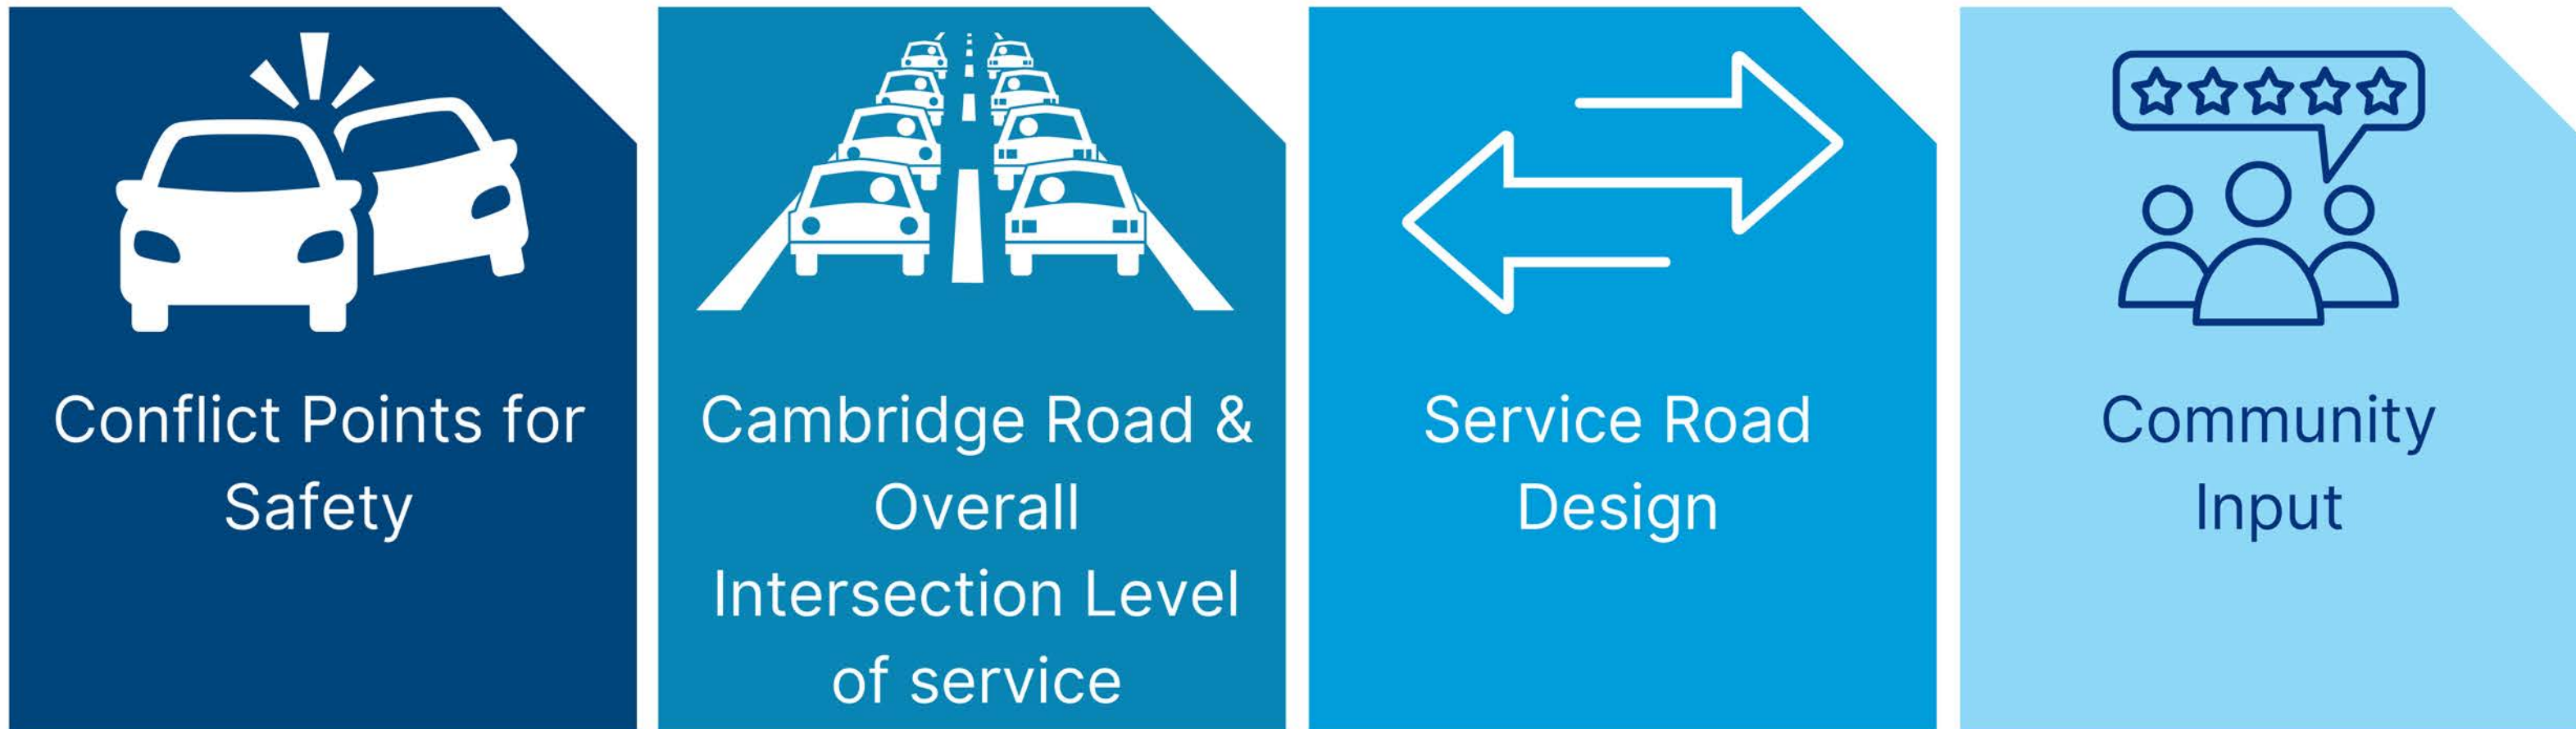 Conflict Points for
Safety
Cambridge Road &
Overall
Intersection Level
of service
Service Road
Design
Community
Input